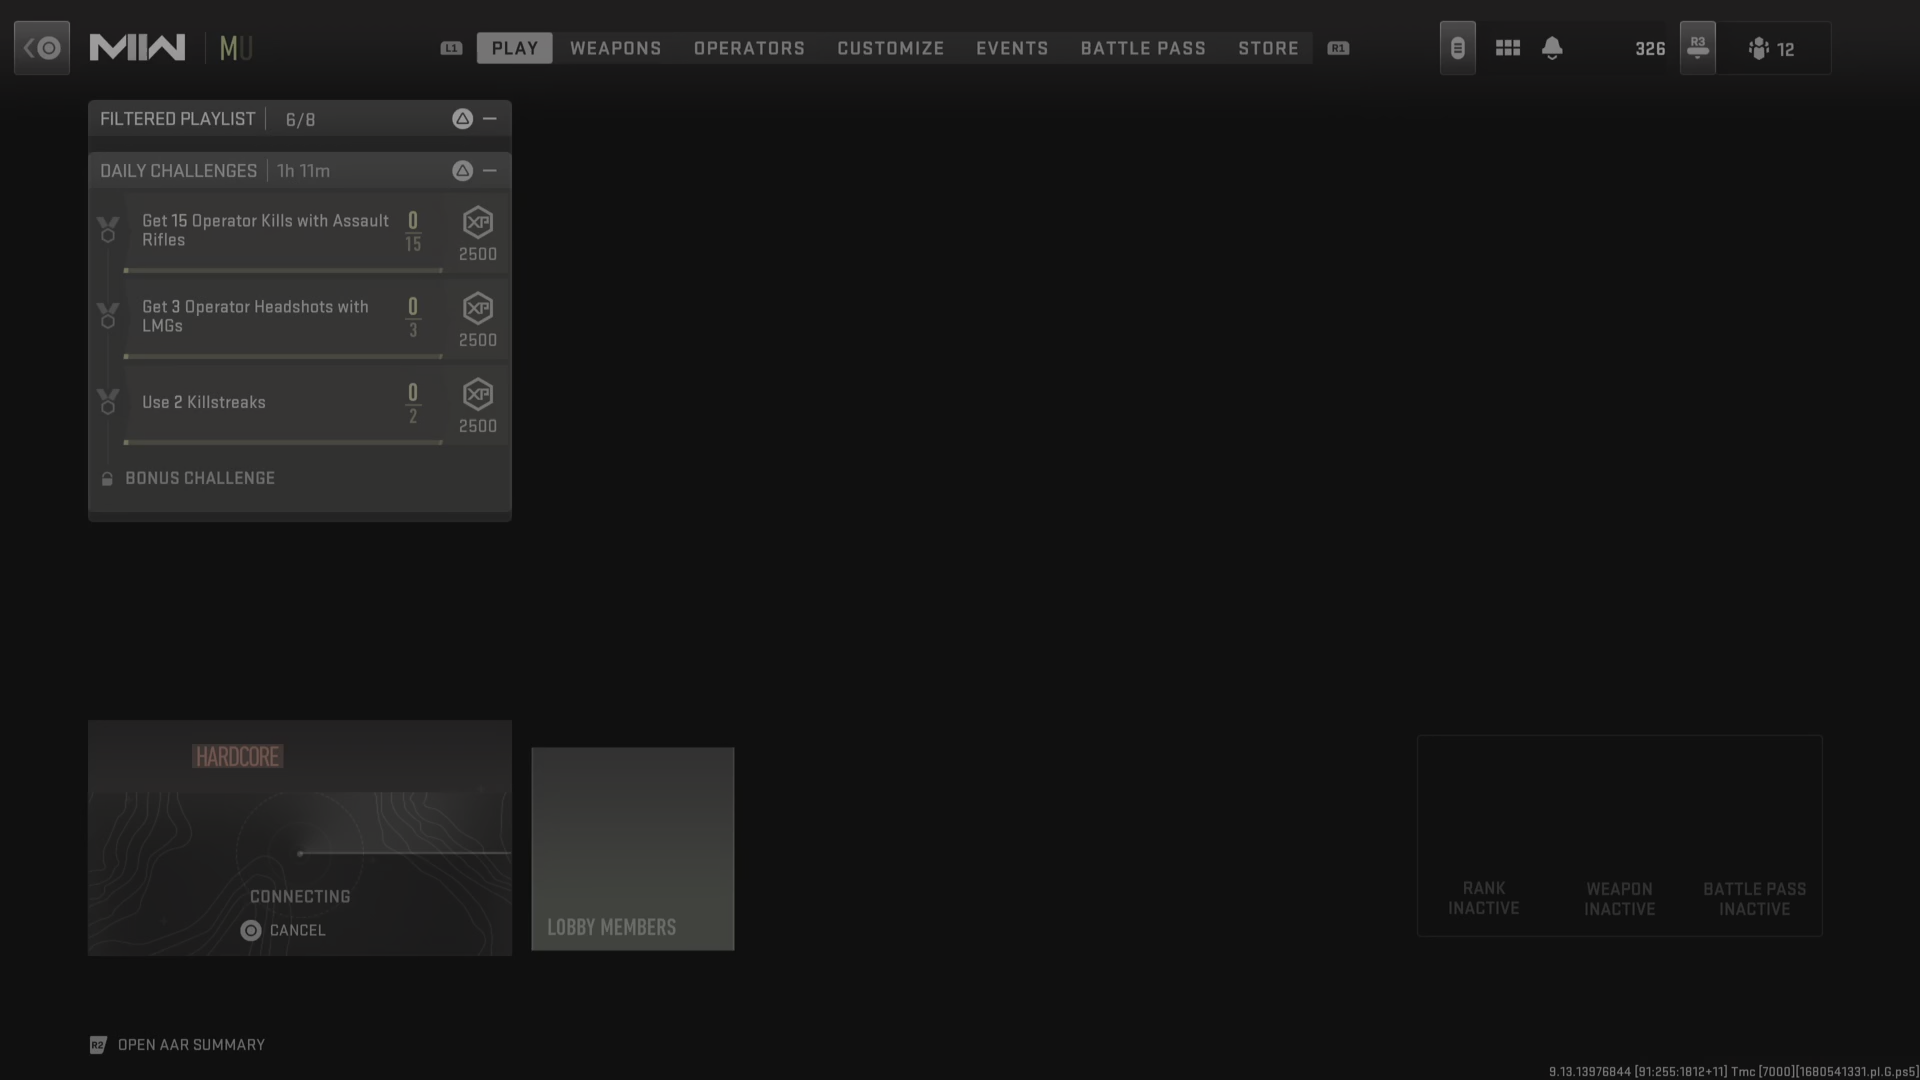 MW | MU
L1 PLAY WEAPONS OPERATORS CUSTOMIZE EVENTS BATTLE PASS STORE R1
326 R3 12
FILTERED PLAYLIST | 6/8
DAILY CHALLENGES | 1h 11m
Get 15 Operator Kills with Assault
Rifles
0
15
XP
2500
Get 3 Operator Headshots with
LMGs
0
3
XP
2500
Use 2 Killstreaks
0
2
XP
2500
BONUS CHALLENGE
HARDCORE
CONNECTING
CANCEL
LOBBY MEMBERS
RANK
INACTIVE
WEAPON
INACTIVE
BATTLE PASS
INACTIVE
R2 OPEN AAR SUMMARY
9.13.13976844 [91:255:1812+11] Tmc [7000][1680541331.pl.G.ps5]